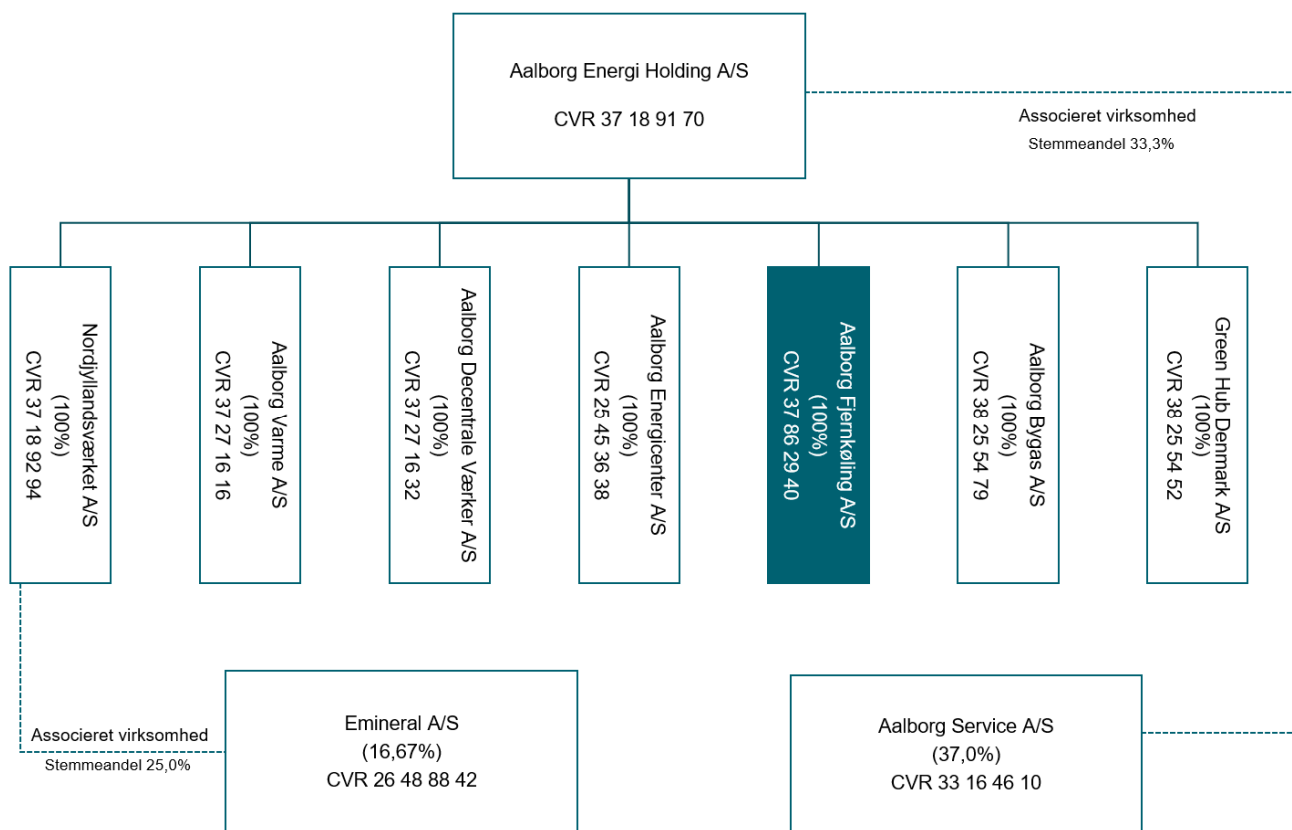 Aalborg Energi Holding A/S
CVR 37 18 91 70
Associeret virksomhed
Stemmeandel 33,3%
Nordjyllandsværket A/S
(100%)
CVR 37 18 92 94
Aalborg Varme A/S
(100%)
CVR 37 27 16 16
Aalborg Decentrale Værker A/S
(100%)
CVR 37 27 16 32
Aalborg Energicenter A/S
(100%)
CVR 25 45 36 38
Aalborg Fjernkøling A/S
(100%)
CVR 37 86 29 40
Aalborg Bygas A/S
(100%)
CVR 38 25 54 79
Green Hub Denmark A/S
(100%)
CVR 38 25 54 52
Associeret virksomhed
Stemmeandel 25,0%
Emineral A/S
(16,67%)
CVR 26 48 88 42
Aalborg Service A/S
(37,0%)
CVR 33 16 46 10